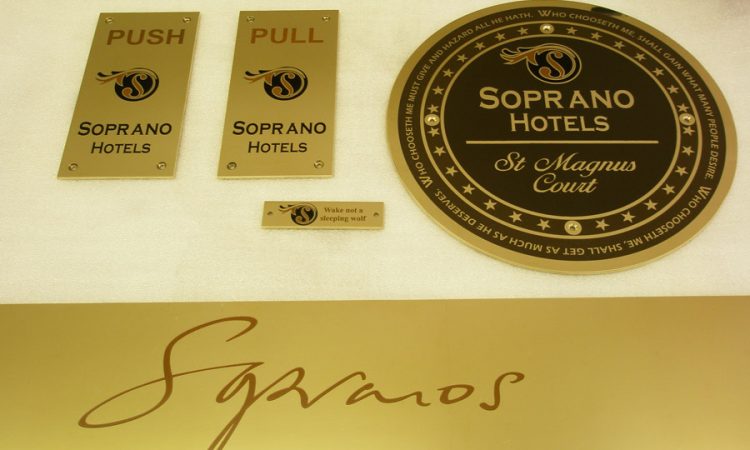 PUSH
S
SOPRANO
HOTELS
PULL
S
SOPRANO
HOTELS
S
Wake not a
sleeping wolf
WHO CHOOSETH ME, SHALL GAIN WHAT MANY PEOPLE DESIRE. WHO CHOOSETH ME, SHALL GET AS MUCH AS HE DESERVES. WHO CHOOSETH ME MUST GIVE AND HAZARD ALL HE HATH.
S
SOPRANO
HOTELS
St Magnus
Court
Sopranos